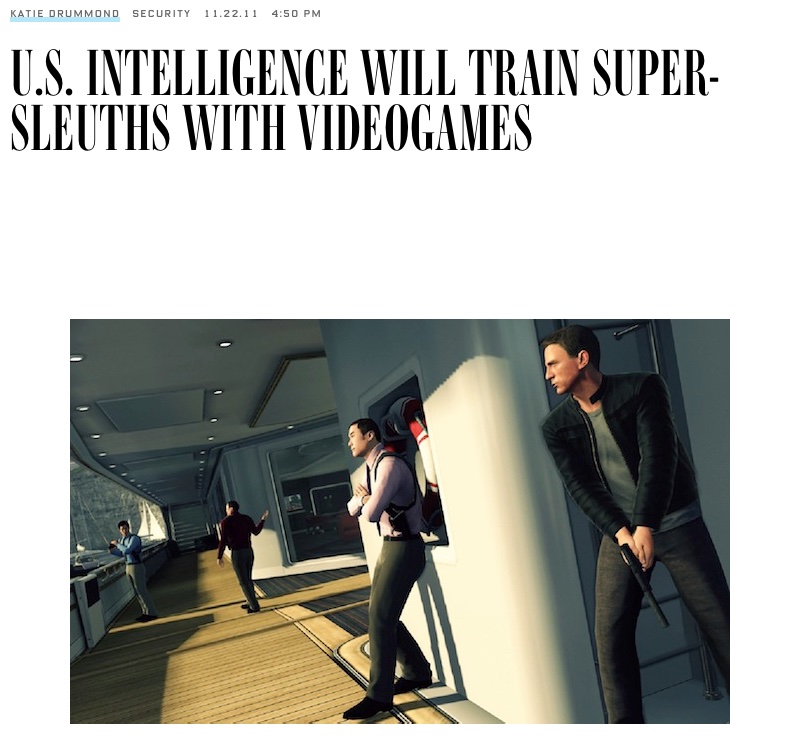 KATIE DRUMMOND SECURITY 11.22.11 4:50 PM
U.S. INTELLIGENCE WILL TRAIN SUPER-
SLEUTHS WITH VIDEOGAMES